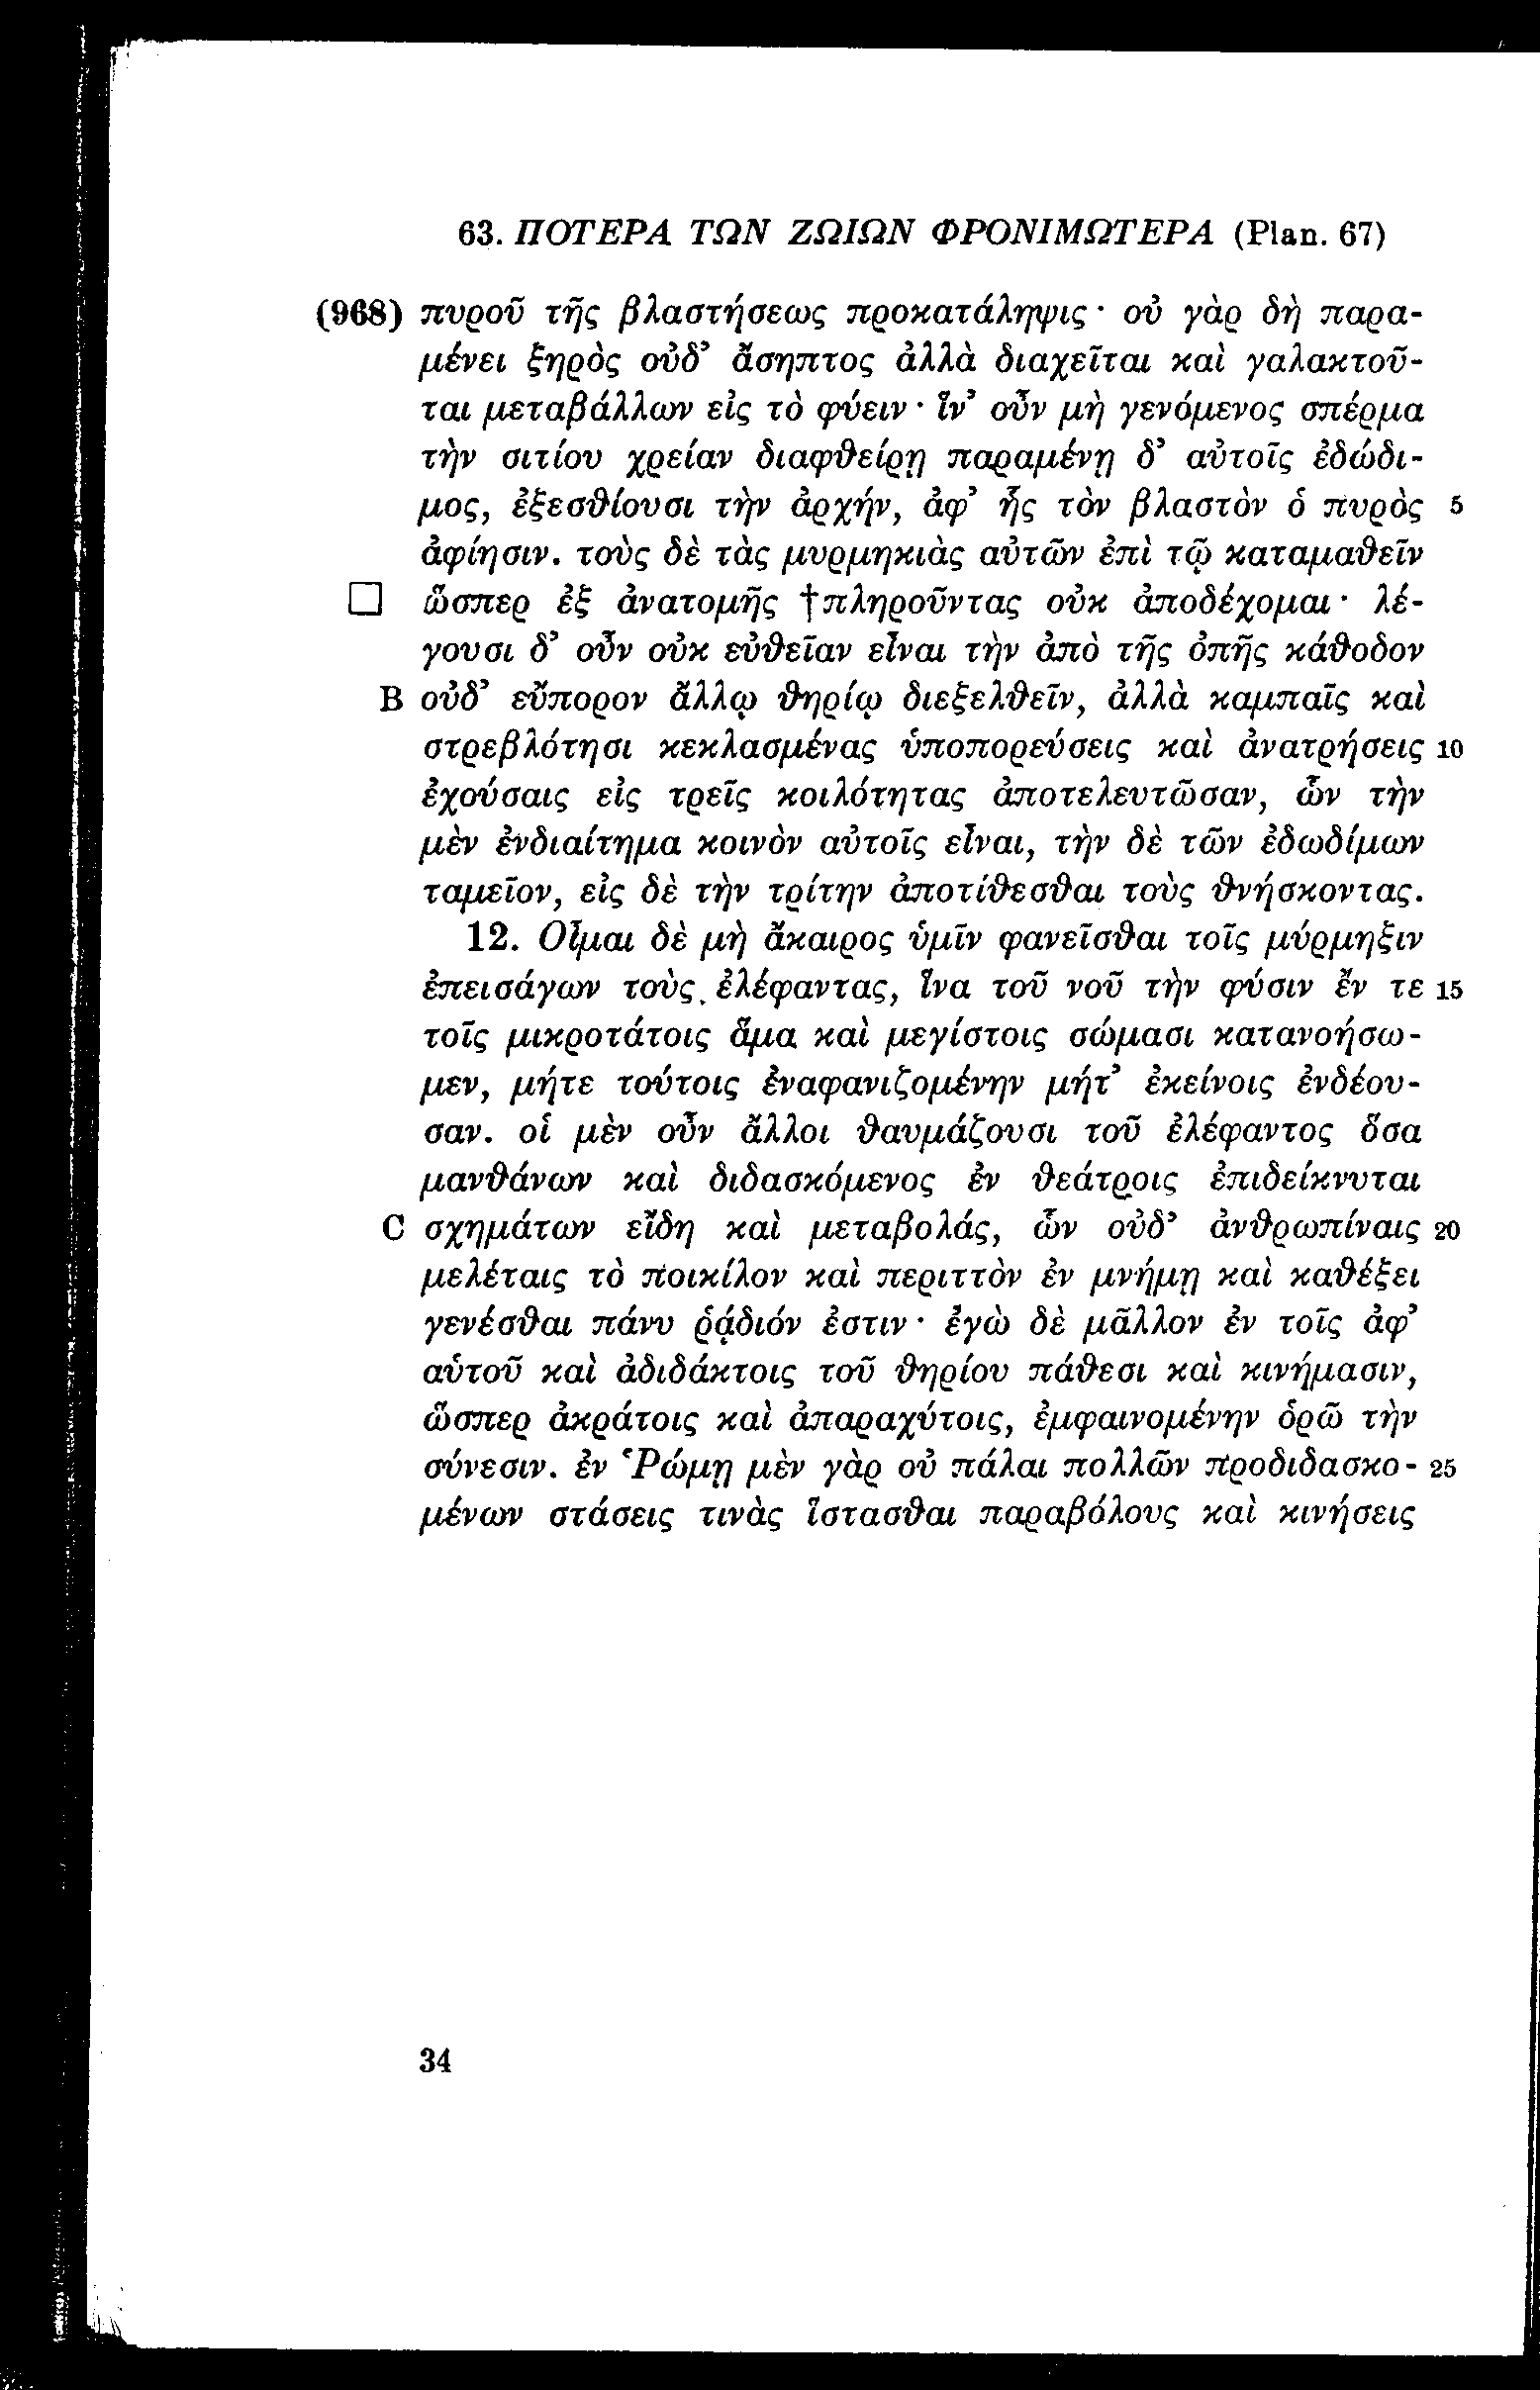 63. ΠΟΤΕΡΑ ΤΩΝ ΖΩΙΩΝ ΦΡΟΝΙΜΩΤΕΡΑ (Plan. 67)
(968) πυροῦ τῆς βλαστήσεως προκατάληψις· οὐ γὰρ δὴ παρα-
μένει ξηρὸς οὐδ’ ἄσηπτος ἀλλὰ διαχεῖται καὶ γαλακτοῦ-
ται μεταβάλλων εἰς τὸ φύειν· ἵν’ οὖν μὴ γενόμενος σπέρμα
τὴν σιτίου χρείαν διαφθείρῃ παραμένῃ δ’ αὐτοῖς ἐδώδι-
μος, ἐξεσθίουσι τὴν ἀρχήν, ἀφ’ ἧς τὸν βλαστὸν ὁ πυρὸς 5
ἀφίησιν. τοὺς δὲ τὰς μυρμηκιὰς αὐτῶν ἐπὶ τῷ καταμαθεῖν
□ ὥσπερ ἐξ ἀνατομῆς †πληροῦντας οὐκ ἀποδέχομαι· λέ-
γουσι δ’ οὖν οὐκ εὐθεῖαν εἶναι τὴν ἀπὸ τῆς ὀπῆς κάθοδον
B οὐδ’ εὔπορον ἄλλῳ θηρίῳ διεξελθεῖν, ἀλλὰ καμπαῖς καὶ
στρεβλότησι κεκλασμένας ὑποπορεύσεις καὶ ἀνατρήσεις 10
ἐχούσαις εἰς τρεῖς κοιλότητας ἀποτελευτῶσαν, ὧν τὴν
μὲν ἐνδιαίτημα κοινὸν αὐτοῖς εἶναι, τὴν δὲ τῶν ἐδωδίμων
ταμεῖον, εἰς δὲ τὴν τρίτην ἀποτίθεσθαι τοὺς θνήσκοντας.
12. Οἶμαι δὲ μὴ ἄκαιρος ὑμῖν φανεῖσθαι τοῖς μύρμηξιν
ἐπεισάγων τοὺς ἐλέφαντας, ἵνα τοῦ νοῦ τὴν φύσιν ἔν τε 15
τοῖς μικροτάτοις ἅμα καὶ μεγίστοις σώμασι κατανοήσω-
μεν, μήτε τούτοις ἐναφανιζομένην μήτ’ ἐκείνοις ἐνδέου-
σαν. οἱ μὲν οὖν ἄλλοι θαυμάζουσι τοῦ ἐλέφαντος ὅσα
μανθάνων καὶ διδασκόμενος ἐν θεάτροις ἐπιδείκνυται
C σχημάτων εἴδη καὶ μεταβολάς, ὧν οὐδ’ ἀνθρωπίναις 20
μελέταις τὸ ποικίλον καὶ περιττὸν ἐν μνήμῃ καὶ καθέξει
γενέσθαι πάνυ ῥᾴδιόν ἐστιν· ἐγὼ δὲ μᾶλλον ἐν τοῖς ἀφ’
αὑτοῦ καὶ ἀδιδάκτοις τοῦ θηρίου πάθεσι καὶ κινήμασιν,
ὥσπερ ἀκράτοις καὶ ἀπαραχύτοις, ἐμφαινομένην ὁρῶ τὴν
σύνεσιν. ἐν Ῥώμῃ μὲν γὰρ οὐ πάλαι πολλῶν προδιδασκο- 25
μένων στάσεις τινὰς ἵστασθαι παραβόλους καὶ κινήσεις
34